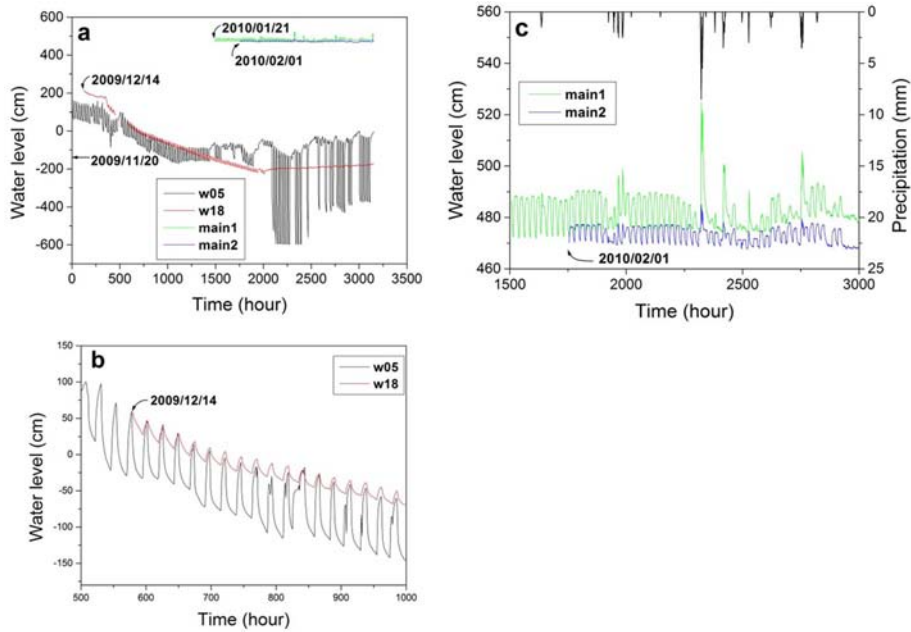 a
600
400
200
0
-200
-400
-600
Water level (cm)
2010/01/21
2010/02/01
2009/12/14
2009/11/20
w05
w18
main1
main2
0 500 1000 1500 2000 2500 3000 3500
Time (hour)
c
560
540
520
500
480
460
Water level (cm)
main1
main2
2010/02/01
0
5
10
15
20
25
Precipitation (mm)
1500 2000 2500 3000
Time (hour)
b
100
50
0
-50
-100
-150
Water level (cm)
2009/12/14
w05
w18
500 600 700 800 900 1000
Time (hour)